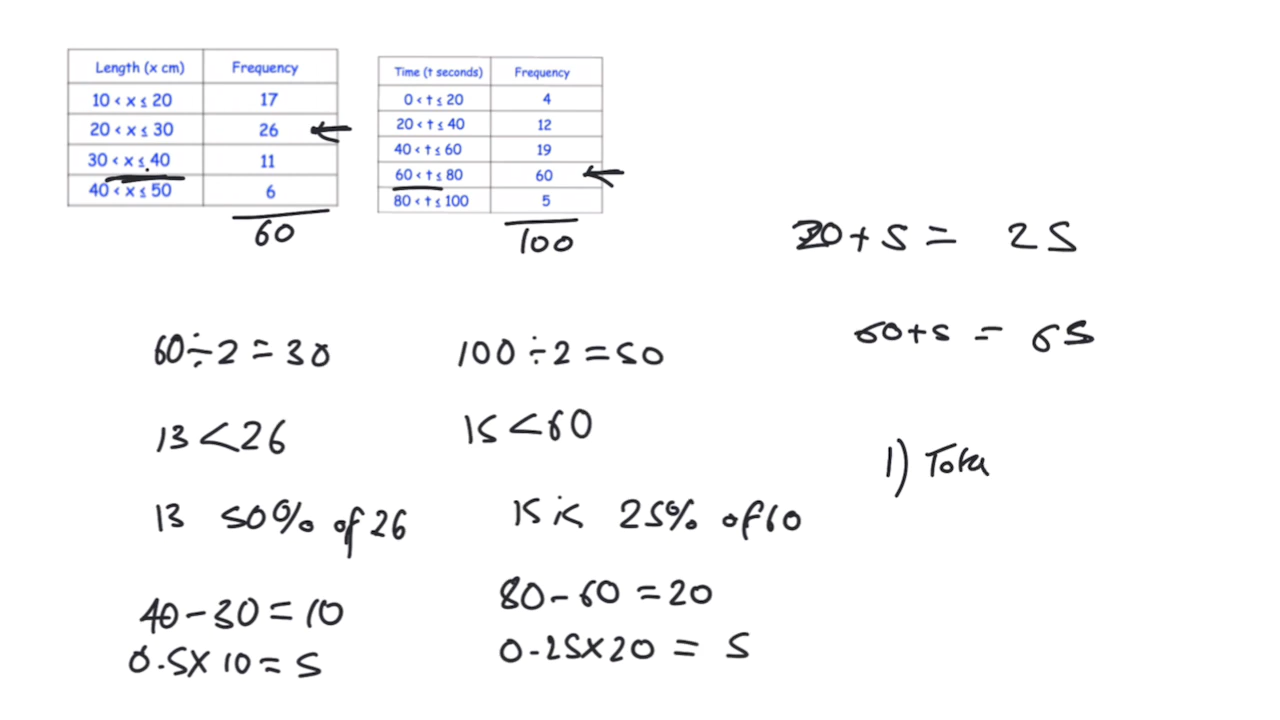 Length (x cm) Frequency
10 < x ≤ 20 17
20 < x ≤ 30 26
30 < x ≤ 40 11
40 < x ≤ 50 6
60
Time (t seconds) Frequency
0 < t ≤ 20 4
20 < t ≤ 40 12
40 < t ≤ 60 19
60 < t ≤ 80 60
80 < t ≤ 100 5
100
60÷2=30
13<26
13 50% of 26
40-30=10
0.5×10=5
100÷2=50
15<60
15 is 25% of 60
80-60=20
0.25×20=5
20+5= 25
60+5 = 65
1) Tota